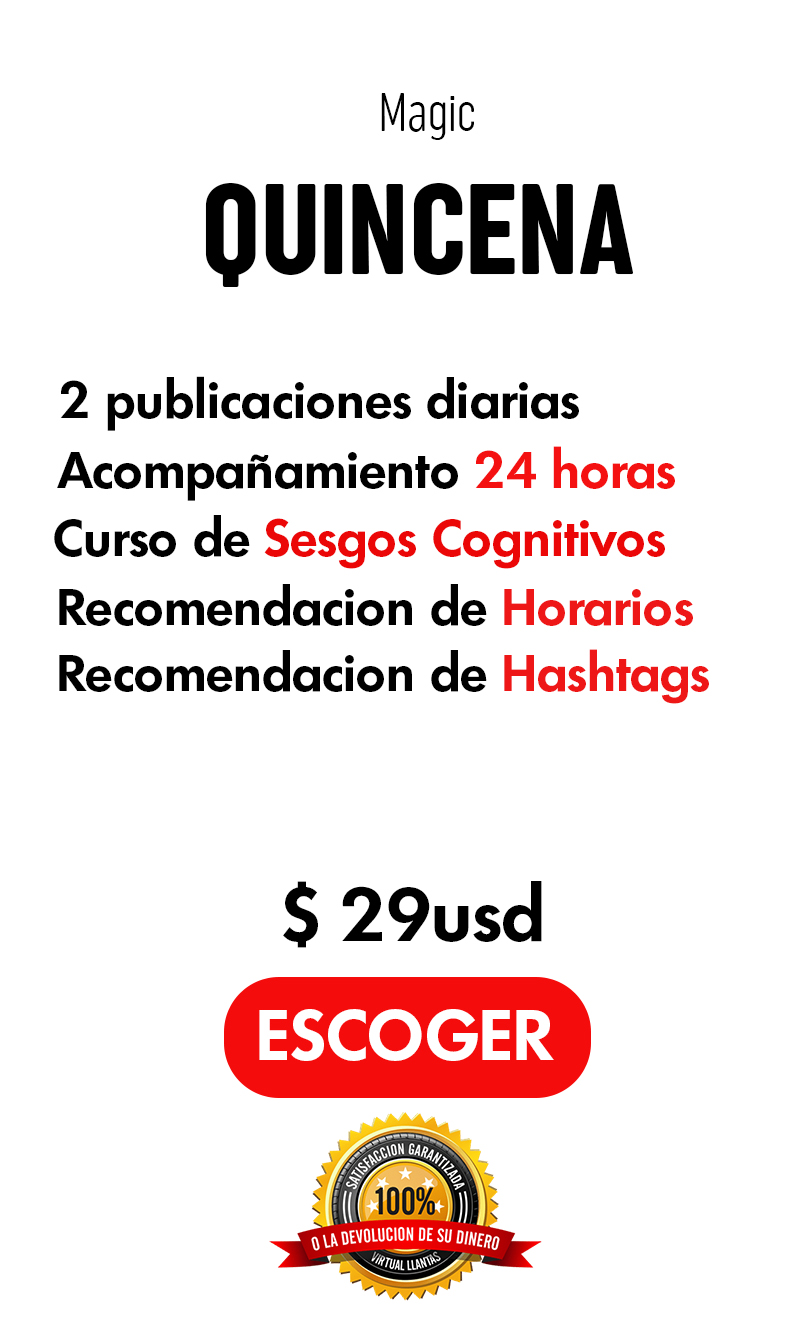 Magic
QUINCENA
2 publicaciones diarias
Acompañamiento 24 horas
Curso de Sesgos Cognitivos
Recomendacion de Horarios
Recomendacion de Hashtags
$ 29usd
ESCOGER
SATISFACCION GARANTIZADA
100%
O LA DEVOLUCION DE SU DINERO
VIRTUAL LLANTAS